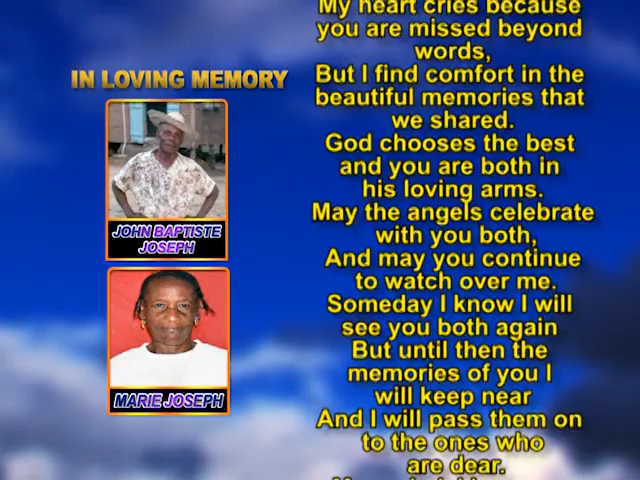 My heart cries because
you are missed beyond
words,
IN LOVING MEMORY
But I find comfort in the
beautiful memories that
we shared.
God chooses the best
and you are both in
his loving arms.
May the angels celebrate
with you both,
And may you continue
to watch over me.
Someday I know I will
see you both again
But until then the
memories of you I
will keep near
And I will pass them on
to the ones who
are dear.
JOHN BAPTISTE
JOSEPH
MARIE JOSEPH